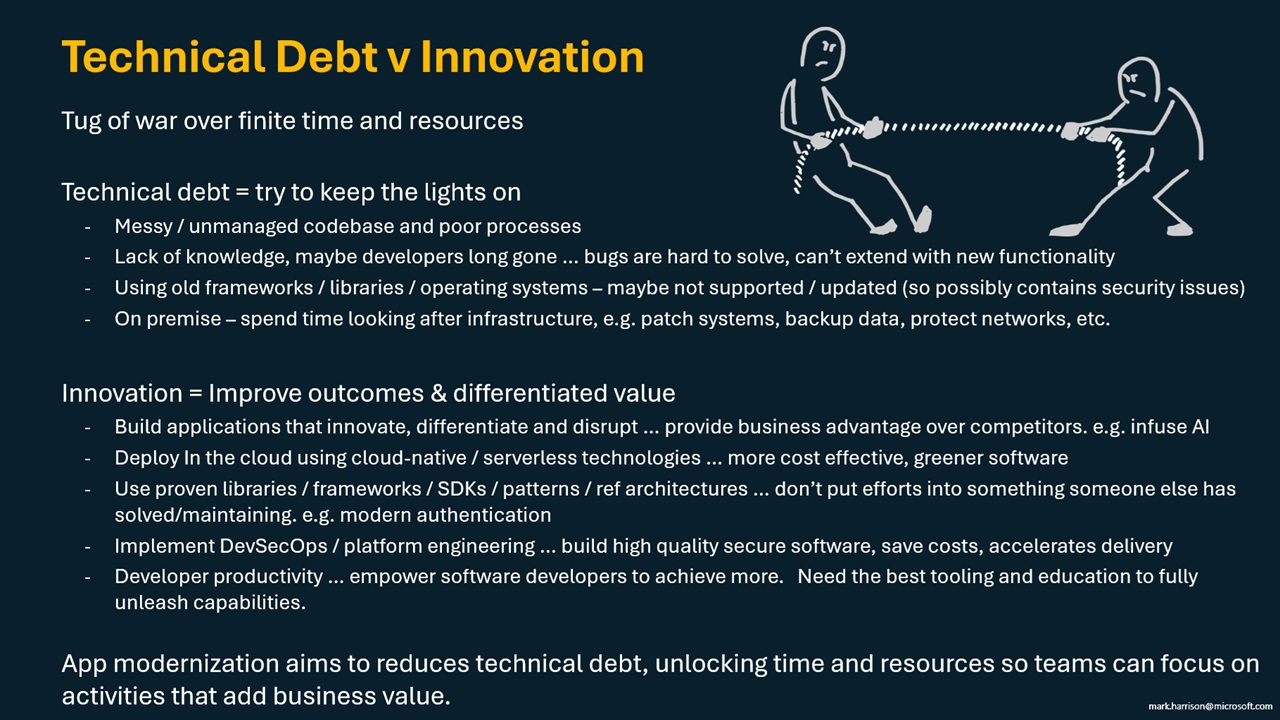 Technical Debt v Innovation
Tug of war over finite time and resources
Technical debt = try to keep the lights on
- Messy / unmanaged codebase and poor processes
- Lack of knowledge, maybe developers long gone … bugs are hard to solve, can’t extend with new functionality
- Using old frameworks / libraries / operating systems – maybe not supported / updated (so possibly contains security issues)
- On premise – spend time looking after infrastructure, e.g. patch systems, backup data, protect networks, etc.
Innovation = Improve outcomes & differentiated value
- Build applications that innovate, differentiate and disrupt … provide business advantage over competitors. e.g. infuse AI
- Deploy In the cloud using cloud-native / serverless technologies … more cost effective, greener software
- Use proven libraries / frameworks / SDKs / patterns / ref architectures … don’t put efforts into something someone else has
solved/maintaining. e.g. modern authentication
- Implement DevSecOps / platform engineering … build high quality secure software, save costs, accelerates delivery
- Developer productivity … empower software developers to achieve more.  Need the best tooling and education to fully
unleash capabilities.
App modernization aims to reduces technical debt, unlocking time and resources so teams can focus on
activities that add business value.
mark.harrison@microsoft.com